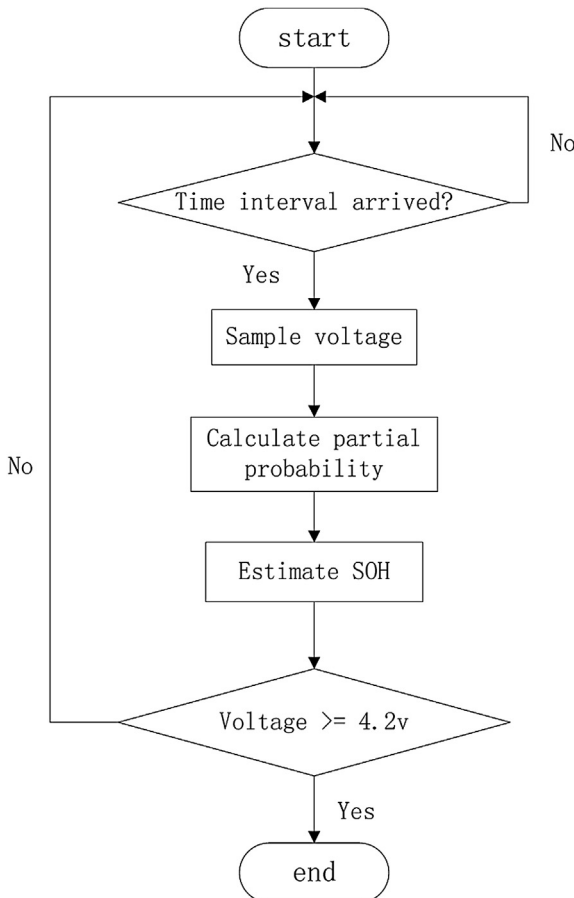 start
No
Time interval arrived?
Yes
Sample voltage
Calculate partial
probability
No
Estimate SOH
Voltage >= 4.2v
Yes
end